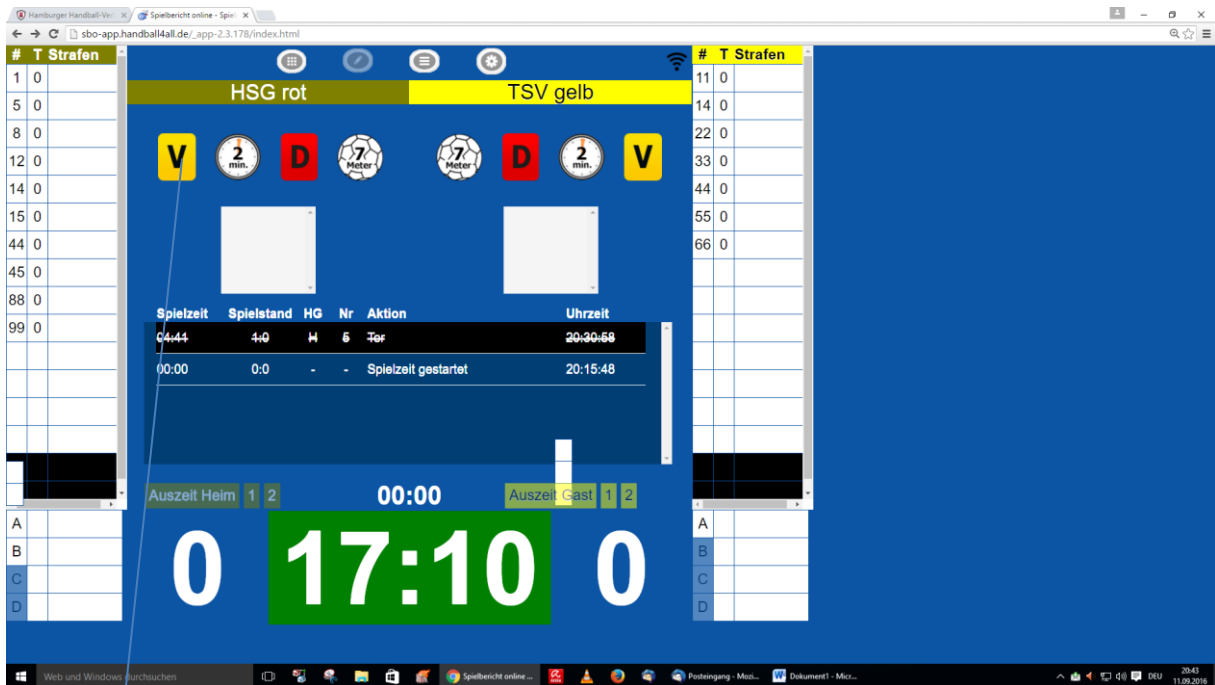 Hamburger Handball-Ver
Spielbericht online - Spiel
sbo-app.handball4all.de/_app-2.3.178/index.html
# T Strafen
1 0
5 0
8 0
12 0
14 0
15 0
44 0
45 0
88 0
99 0
A
B
C
D
HSG rot TSV gelb
V 2 min. D 7 Meter 7 Meter D 2 min. V
Spielzeit Spielstand HG Nr Aktion Uhrzeit
04:41 1:0 H 5 Tor 20:30:58
00:00 0:0 - - Spielzeit gestartet 20:15:48
Auszeit Heim 1 2 00:00 Auszeit Gast 1 2
0 17:10 0
# T Strafen
11 0
14 0
22 0
33 0
44 0
55 0
66 0
A
B
C
D
Web und Windows durchsuchen
Spielbericht online ...
Posteingang - Mozi...
Dokument1 - Micr...
DEU
20:43
11.09.2016